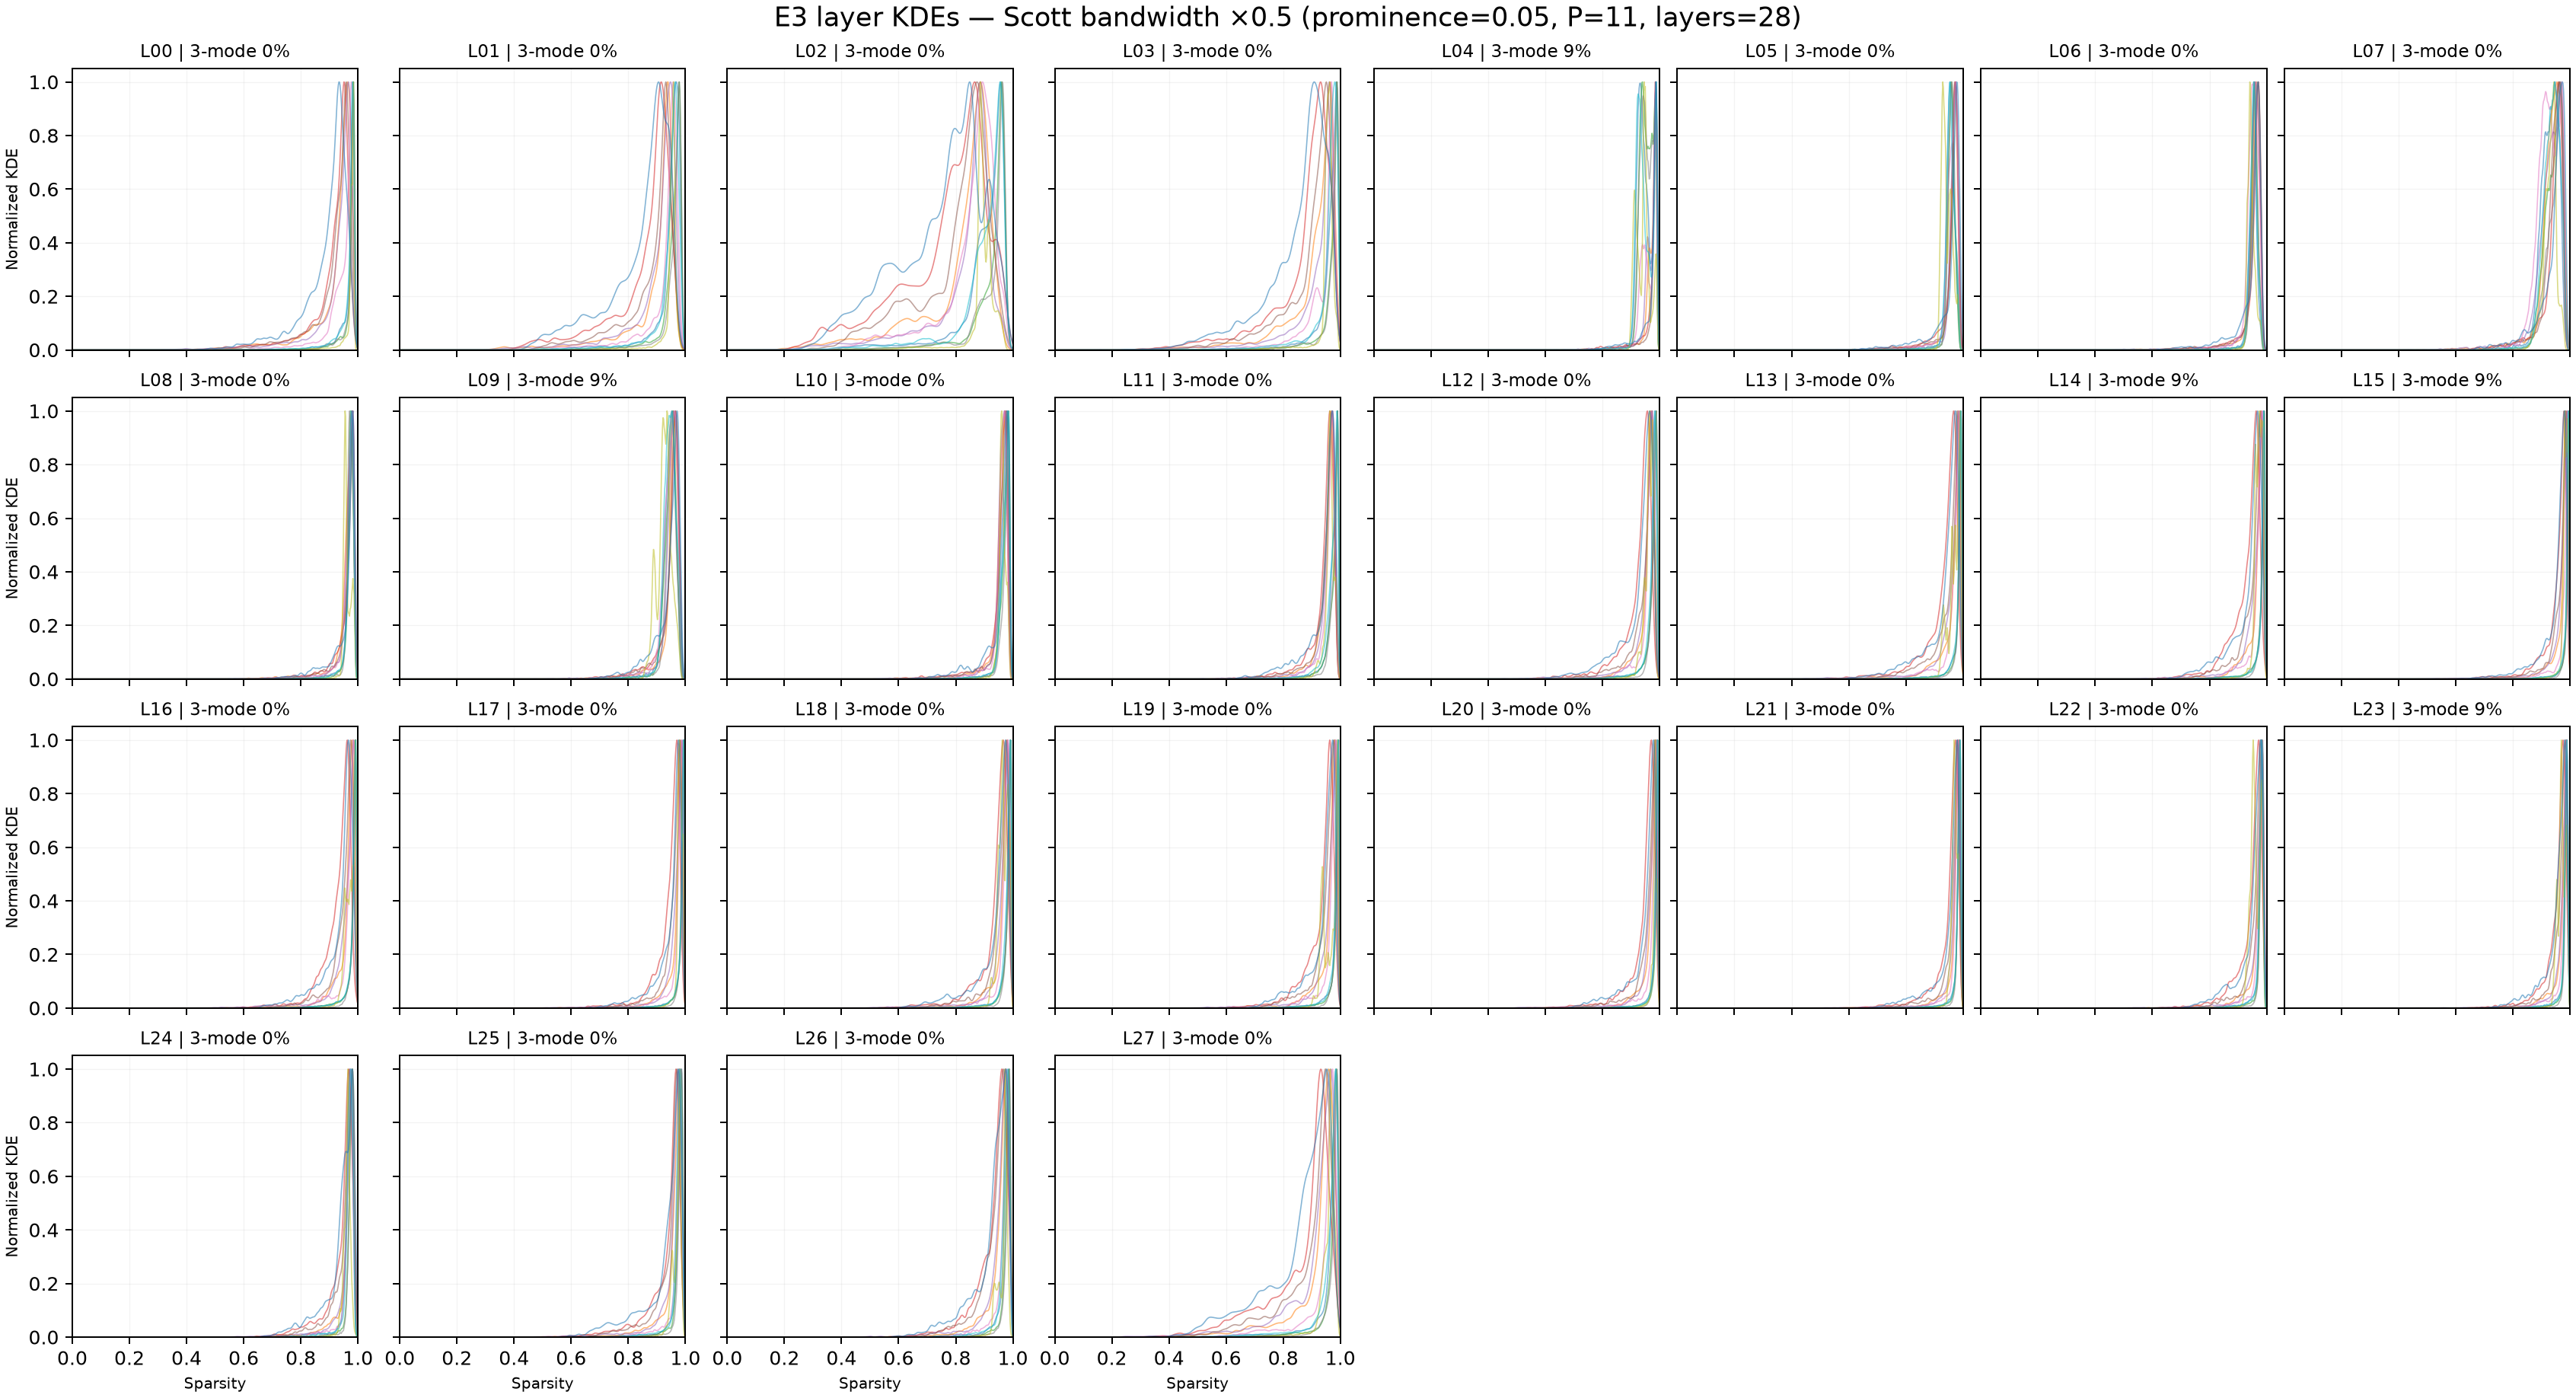 E3 layer KDEs — Scott bandwidth ×0.5 (prominence=0.05, P=11, layers=28)
L00 | 3-mode 0%
L01 | 3-mode 0%
L02 | 3-mode 0%
L03 | 3-mode 0%
L04 | 3-mode 9%
L05 | 3-mode 0%
L06 | 3-mode 0%
L07 | 3-mode 0%
Normalized KDE
1.0
0.8
0.6
0.4
0.2
0.0
L08 | 3-mode 0%
L09 | 3-mode 9%
L10 | 3-mode 0%
L11 | 3-mode 0%
L12 | 3-mode 0%
L13 | 3-mode 0%
L14 | 3-mode 9%
L15 | 3-mode 9%
Normalized KDE
1.0
0.8
0.6
0.4
0.2
0.0
L16 | 3-mode 0%
L17 | 3-mode 0%
L18 | 3-mode 0%
L19 | 3-mode 0%
L20 | 3-mode 0%
L21 | 3-mode 0%
L22 | 3-mode 0%
L23 | 3-mode 9%
Normalized KDE
1.0
0.8
0.6
0.4
0.2
0.0
L24 | 3-mode 0%
L25 | 3-mode 0%
L26 | 3-mode 0%
L27 | 3-mode 0%
Normalized KDE
1.0
0.8
0.6
0.4
0.2
0.0
0.0 0.2 0.4 0.6 0.8 1.0
0.0 0.2 0.4 0.6 0.8 1.0
0.0 0.2 0.4 0.6 0.8 1.0
0.0 0.2 0.4 0.6 0.8 1.0
Sparsity
Sparsity
Sparsity
Sparsity